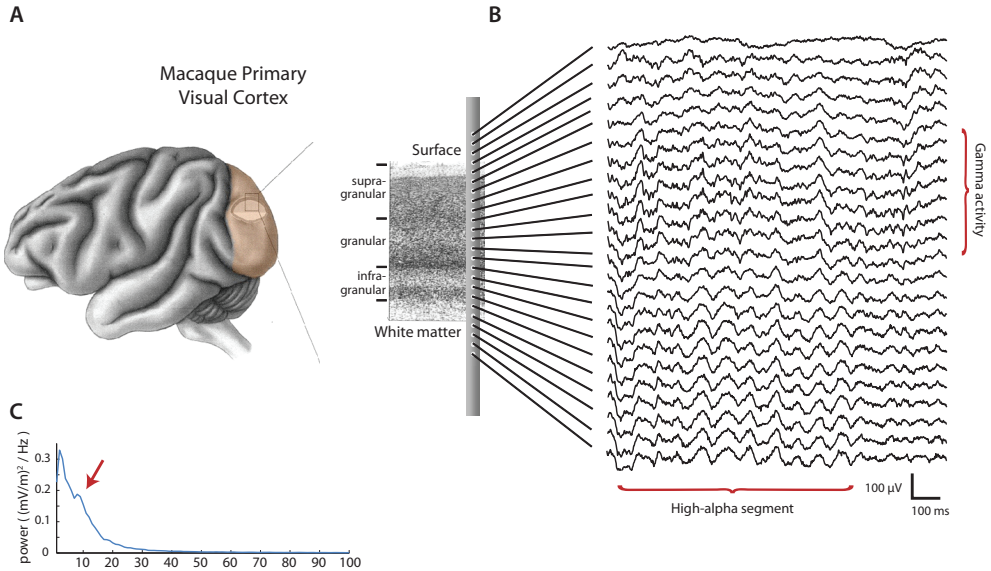 A
Macaque Primary
Visual Cortex
Surface
supra-
granular
granular
infra-
granular
White matter
B
Gamma activity
High-alpha segment
100 µV
100 ms
C
power ( (mV/m)² / Hz )
0.3
0.2
0.1
0
10 20 30 40 50 60 70 80 90 100